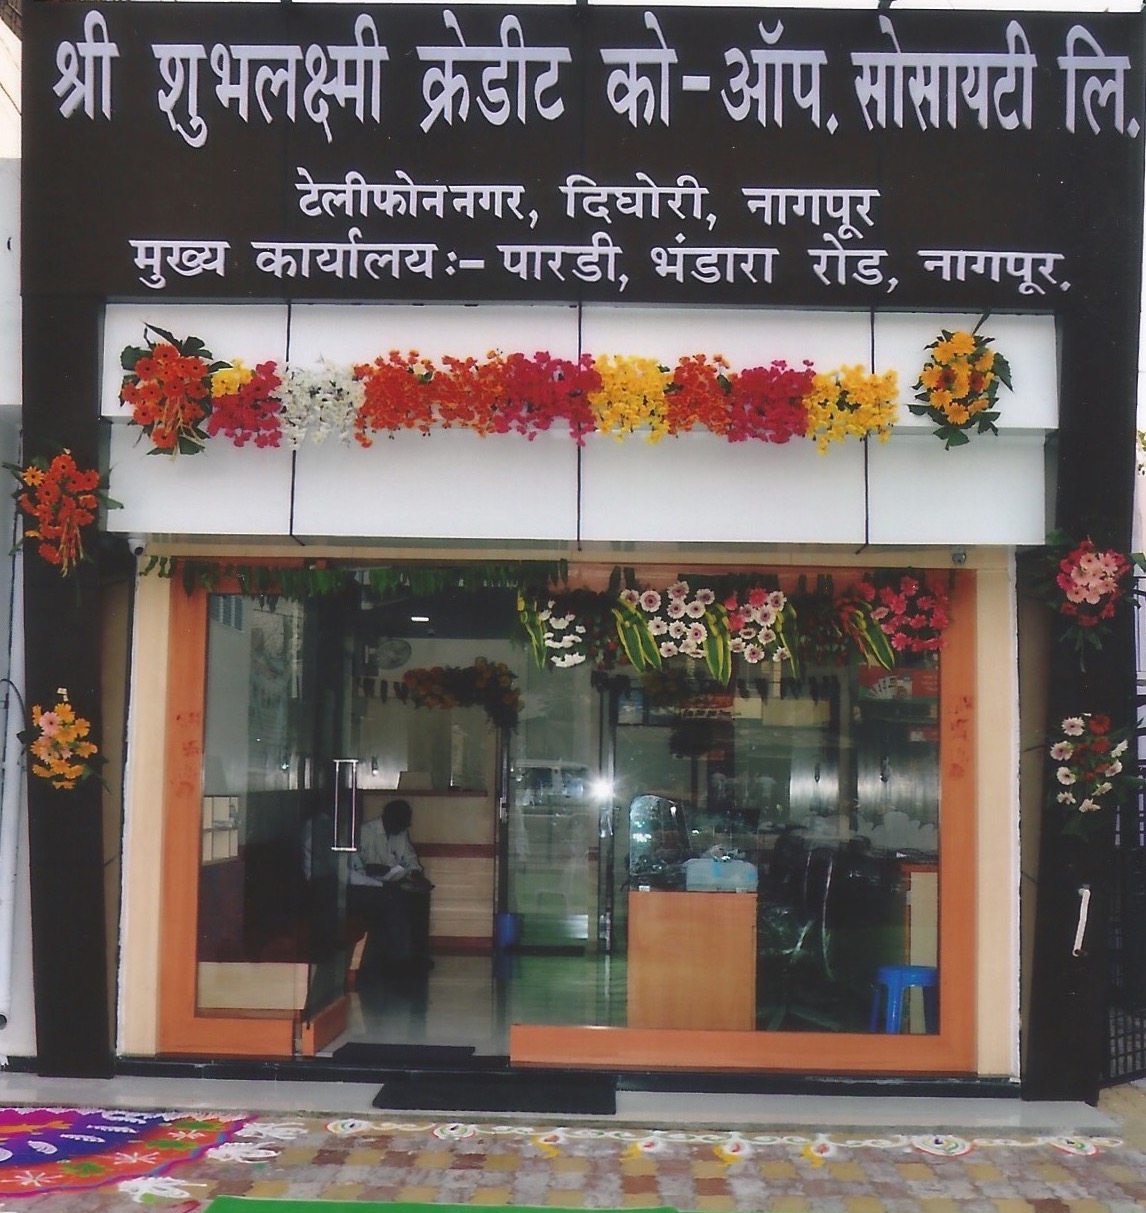 श्री शुभलक्ष्मी क्रेडीट को-ऑप. सोसायटी लि.
टेलीफोननगर, दिघोरी, नागपूर
मुख्य कार्यालय:- पारडी, भंडारा रोड, नागपूर.